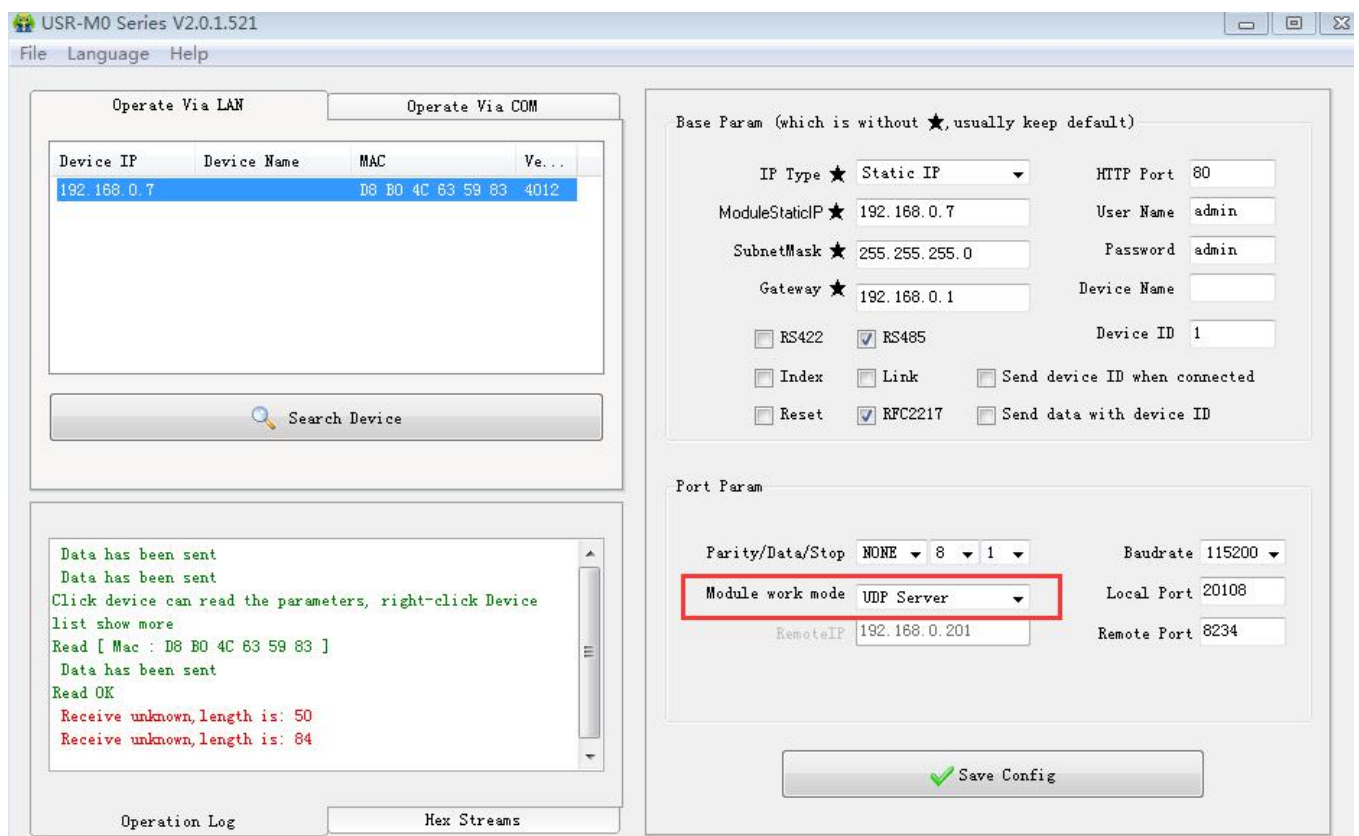 USR-M0 Series V2.0.1.521
File Language Help
Operate Via LAN
Operate Via COM
Device IP Device Name MAC Ve...
192.168.0.7 D8 B0 4C 63 59 83 4012
Search Device
Data has been sent
Data has been sent
Click device can read the parameters, right-click Device
list show more
Read [ Mac : D8 B0 4C 63 59 83 ]
Data has been sent
Read OK
Receive unknown,length is: 50
Receive unknown,length is: 84
Operation Log
Hex Streams
Base Param (which is without ★,usually keep default)
IP Type ★ Static IP
HTTP Port 80
ModuleStaticIP ★ 192.168.0.7
User Name admin
SubnetMask ★ 255.255.255.0
Password admin
Gateway ★ 192.168.0.1
Device Name
RS422 RS485
Device ID 1
Index Link Send device ID when connected
Reset RFC2217 Send data with device ID
Port Param
Parity/Data/Stop NONE 8 1
Baudrate 115200
Module work mode UDP Server
Local Port 20108
RemoteIP 192.168.0.201
Remote Port 8234
Save Config